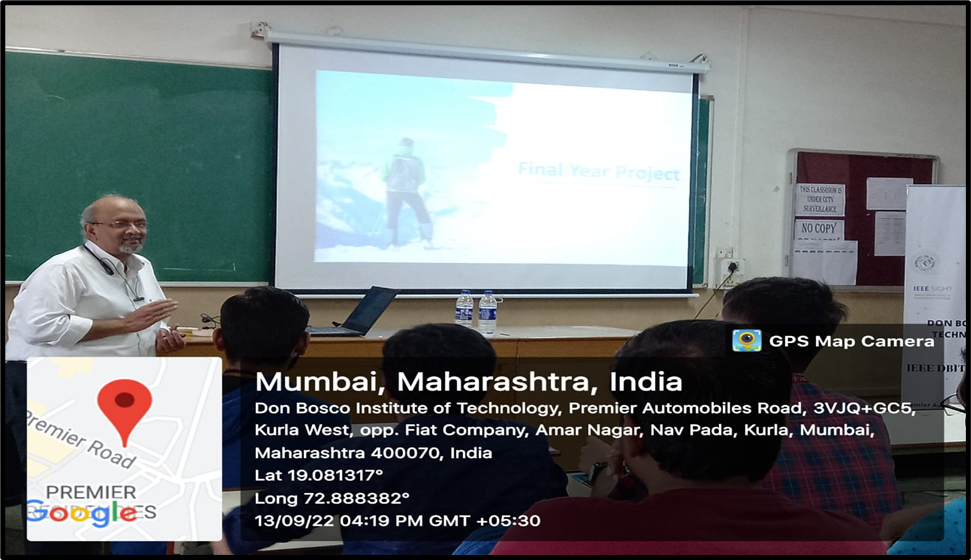 Final Year Project
THIS CLASSROOM IS
UNDER CCTV
SURVEILLANCE
NO COPY
IEEE SIGHT
DON BO
TECHN
IEEE DBIT
GPS Map Camera
Mumbai, Maharashtra, India
Don Bosco Institute of Technology, Premier Automobiles Road, 3VJQ+GC5,
Kurla West, opp. Fiat Company, Amar Nagar, Nav Pada, Kurla, Mumbai,
Maharashtra 400070, India
Lat 19.081317°
Long 72.888382°
13/09/22 04:19 PM GMT +05:30
Premier Road
PREMIER
RESIDENCES
Google